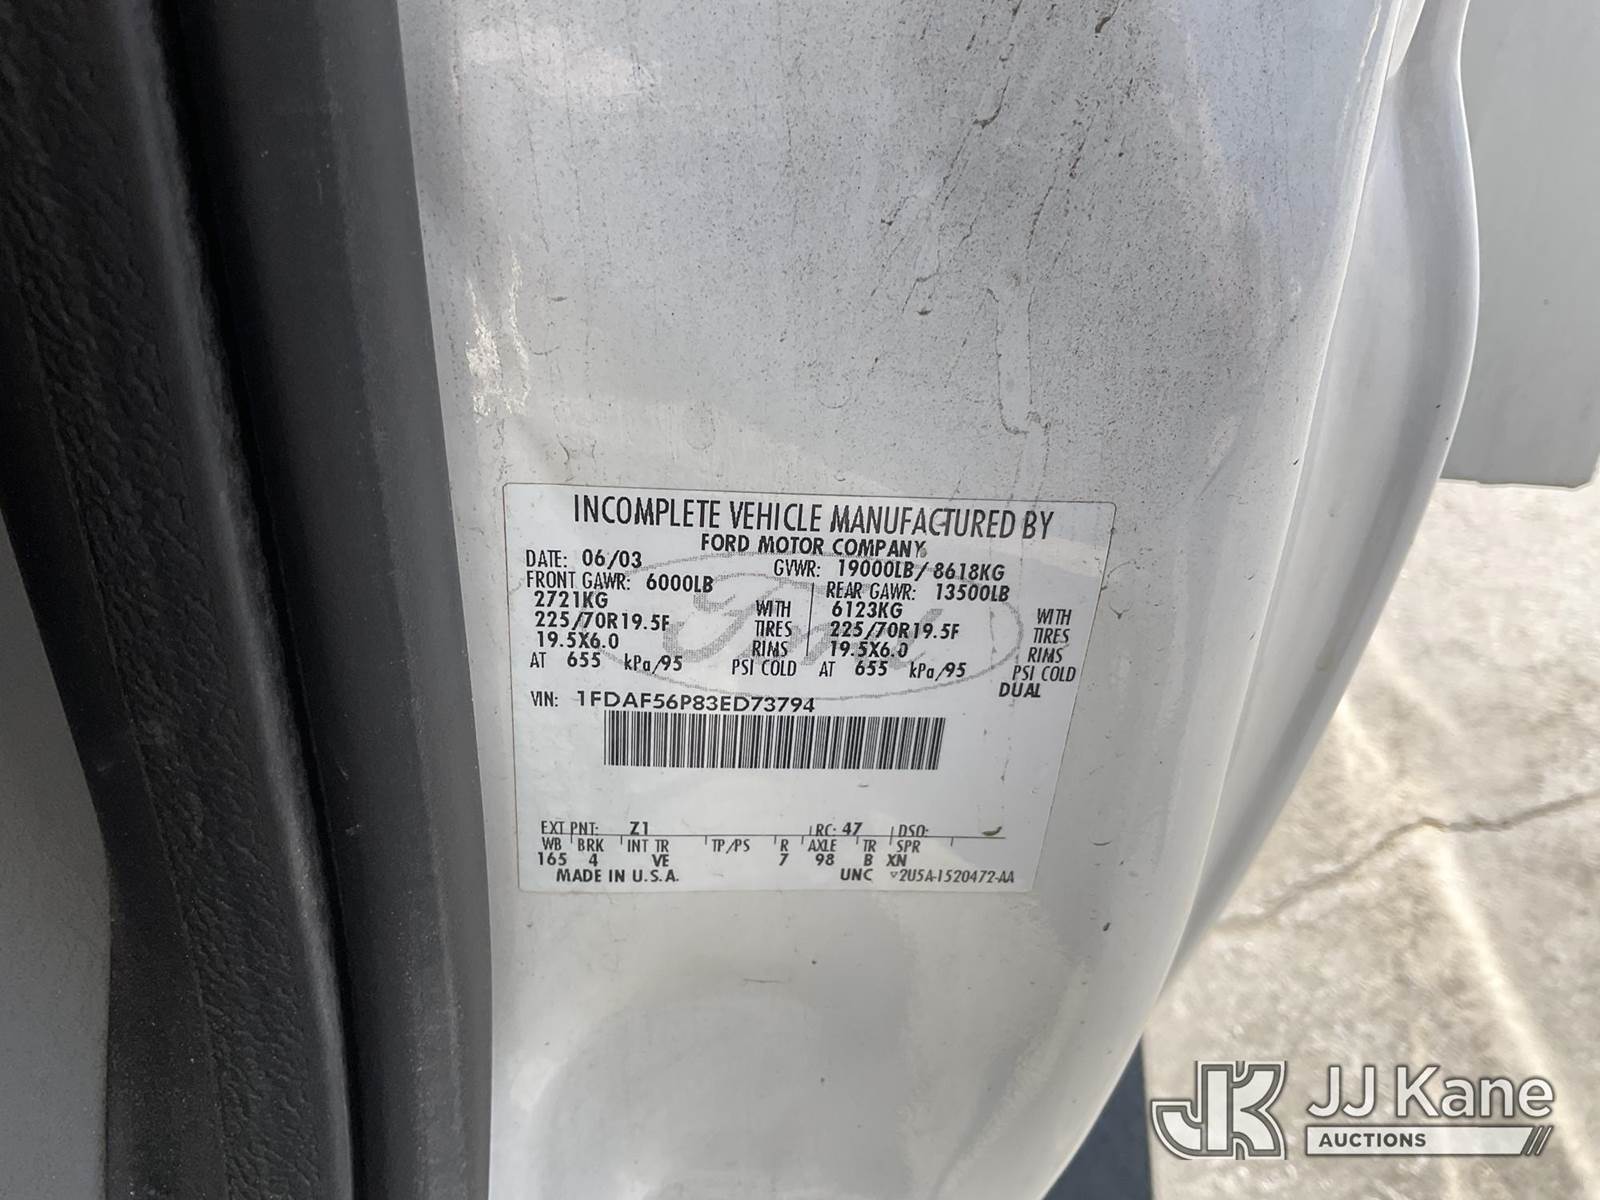 INCOMPLETE VEHICLE MANUFACTURED BY
FORD MOTOR COMPANY
DATE: 06/03 GVWR: 19000LB/ 8618KG
FRONT GAWR: 6000LB REAR GAWR: 13500LB
2721KG WITH 6123KG WITH
225/70R19.5F TIRES 225/70R19.5F TIRES
19.5X6.0 RIMS 19.5X6.0 RIMS
AT 655 kPa/95 PSI COLD AT 655 kPa/95 PSI COLD
DUAL
Ford
VIN: 1FDAF56P83ED73794
EXT PNT: Z1 RC: 47 DSO:
WB BRK INT TR TP/PS R AXLE TR SPR
165 4 VE 7 98 B XN
MADE IN U.S.A. UNC 2U5A-1520472-AA
JK JJ Kane
AUCTIONS